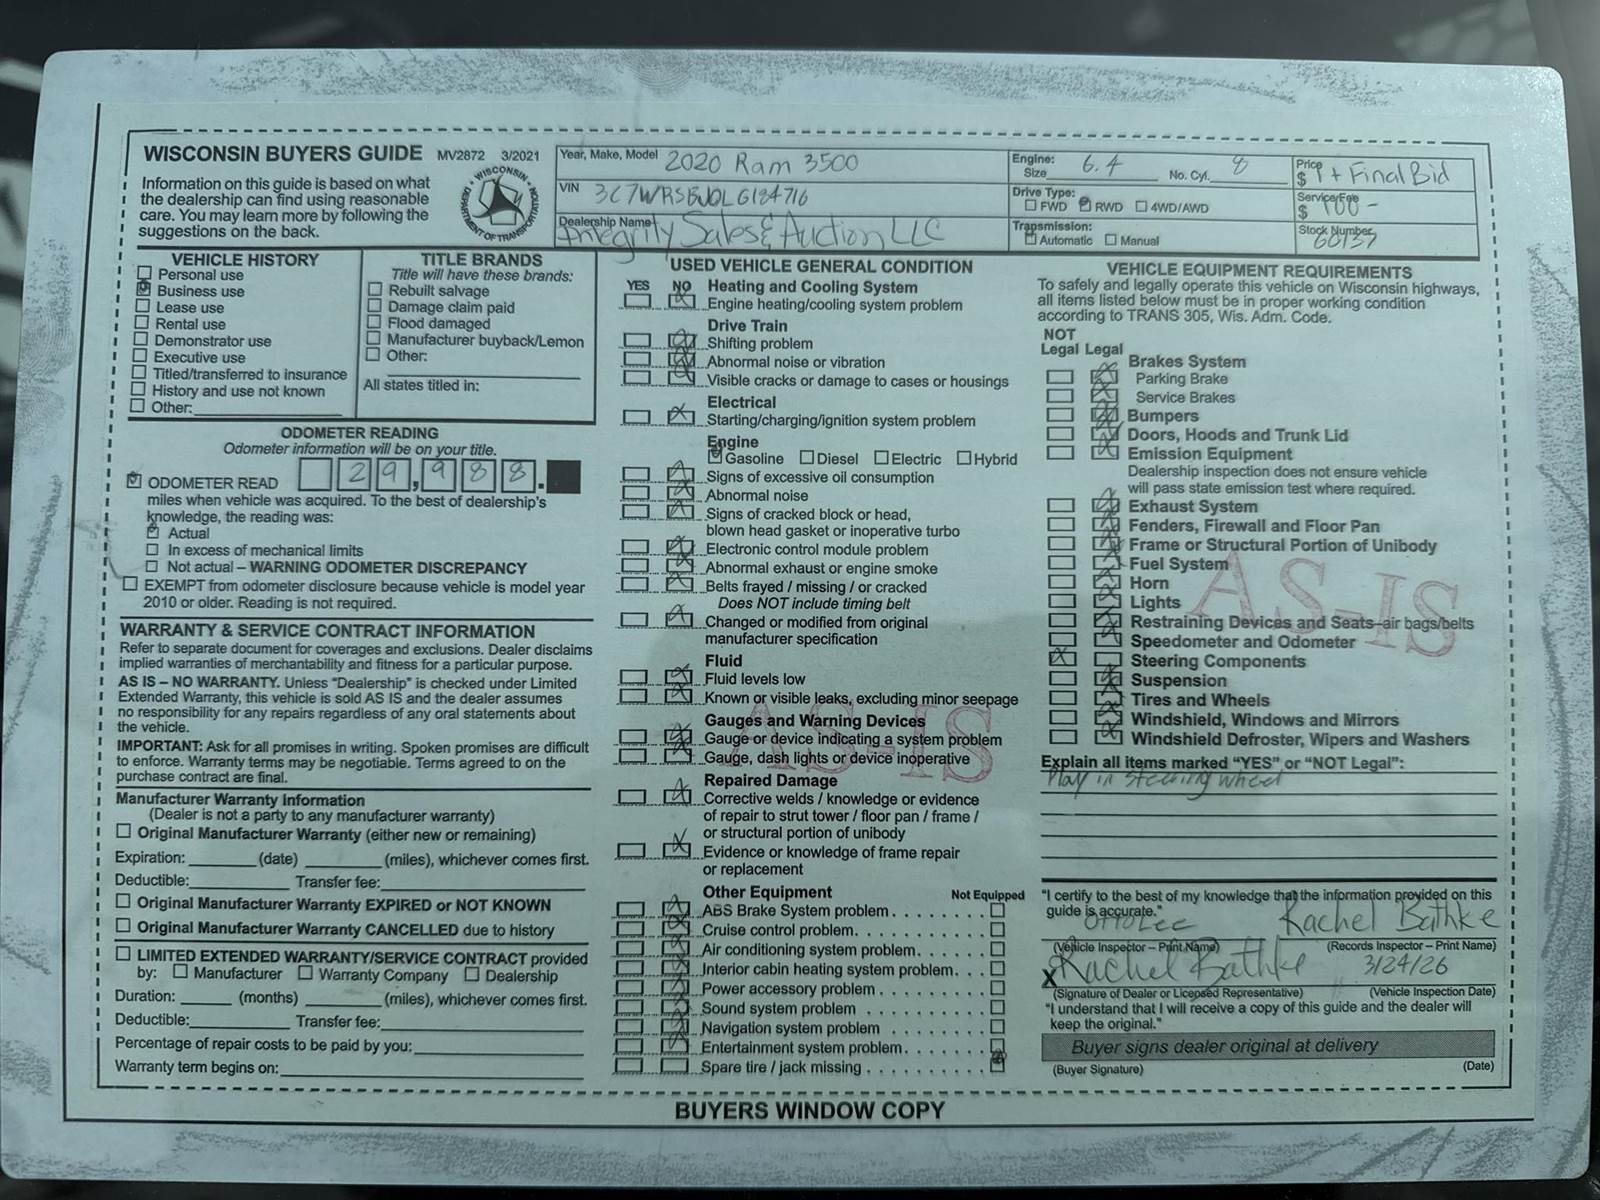 WISCONSIN BUYERS GUIDE MV2872 3/2021
Information on this guide is based on what
the dealership can find using reasonable
care. You may learn more by following the
suggestions on the back.
WISCONSIN DEPARTMENT OF TRANSPORTATION
Year, Make, Model 2020 Ram 3500
VIN
Dealership Name Integrity Sales & Auction LLC
Engine:
Size 6.4 No. Cyl. 8
Drive Type:
FWD RWD 4WD/AWD
Transmission:
Automatic Manual
Price
$ 1 + Final Bid
Service Fee
$ 100 -
Stock Number
60137
VEHICLE HISTORY
Personal use
Business use
Lease use
Rental use
Demonstrator use
Executive use
Titled/transferred to insurance
History and use not known
Other:
TITLE BRANDS
Title will have these brands:
Rebuilt salvage
Damage claim paid
Flood damaged
Manufacturer buyback/Lemon
Other:
All states titled in:
ODOMETER READING
Odometer information will be on your title.
ODOMETER READ 29,988.
miles when vehicle was acquired. To the best of dealership's
knowledge, the reading was:
Actual
In excess of mechanical limits
Not actual – WARNING ODOMETER DISCREPANCY
EXEMPT from odometer disclosure because vehicle is model year
2010 or older. Reading is not required.
WARRANTY & SERVICE CONTRACT INFORMATION
Refer to separate document for coverages and exclusions. Dealer disclaims
implied warranties of merchantability and fitness for a particular purpose.
AS IS – NO WARRANTY. Unless "Dealership" is checked under Limited
Extended Warranty, this vehicle is sold AS IS and the dealer assumes
no responsibility for any repairs regardless of any oral statements about
the vehicle.
IMPORTANT: Ask for all promises in writing. Spoken promises are difficult
to enforce. Warranty terms may be negotiable. Terms agreed to on the
purchase contract are final.
Manufacturer Warranty Information
(Dealer is not a party to any manufacturer warranty)
Original Manufacturer Warranty (either new or remaining)
Expiration: (date) (miles), whichever comes first.
Deductible: Transfer fee:
Original Manufacturer Warranty EXPIRED or NOT KNOWN
Original Manufacturer Warranty CANCELLED due to history
LIMITED EXTENDED WARRANTY/SERVICE CONTRACT provided
by: Manufacturer Warranty Company Dealership
Duration: (months) (miles), whichever comes first.
Deductible: Transfer fee:
Percentage of repair costs to be paid by you:
Warranty term begins on:
USED VEHICLE GENERAL CONDITION
YES NO Heating and Cooling System
Engine heating/cooling system problem
Drive Train
Shifting problem
Abnormal noise or vibration
Visible cracks or damage to cases or housings
Electrical
Starting/charging/ignition system problem
Engine
Gasoline Diesel Electric Hybrid
Signs of excessive oil consumption
Abnormal noise
Signs of cracked block or head,
blown head gasket or inoperative turbo
Electronic control module problem
Abnormal exhaust or engine smoke
Belts frayed / missing / or cracked
Does NOT include timing belt
Changed or modified from original
manufacturer specification
Fluid
Fluid levels low
Known or visible leaks, excluding minor seepage
Gauges and Warning Devices
Gauge or device indicating a system problem
Gauge, dash lights or device inoperative
AS-IS
Repaired Damage
Corrective welds / knowledge or evidence
of repair to strut tower / floor pan / frame /
or structural portion of unibody
Evidence or knowledge of frame repair
or replacement
Other Equipment Not Equipped
ABS Brake System problem
Cruise control problem
Air conditioning system problem
Interior cabin heating system problem
Power accessory problem
Sound system problem
Navigation system problem
Entertainment system problem
Spare tire / jack missing
VEHICLE EQUIPMENT REQUIREMENTS
To safely and legally operate this vehicle on Wisconsin highways,
all items listed below must be in proper working condition
according to TRANS 305, Wis. Adm. Code.
NOT
Legal Legal
Brakes System
Parking Brake
Service Brakes
Bumpers
Doors, Hoods and Trunk Lid
Emission Equipment
Dealership inspection does not ensure vehicle
will pass state emission test where required.
Exhaust System
Fenders, Firewall and Floor Pan
Frame or Structural Portion of Unibody
Fuel System
Horn
Lights
AS-IS
Restraining Devices and Seats–air bags/belts
Speedometer and Odometer
Steering Components
Suspension
Tires and Wheels
Windshield, Windows and Mirrors
Windshield Defroster, Wipers and Washers
Explain all items marked "YES" or "NOT Legal":
Play in steering wheel
"I certify to the best of my knowledge that the information provided on this
guide is accurate."
Otto Lee Rachel Bathke
(Vehicle Inspector – Print Name) (Records Inspector – Print Name)
X Rachel Bathke 3/24/26
(Signature of Dealer or Licensed Representative) (Vehicle Inspection Date)
"I understand that I will receive a copy of this guide and the dealer will
keep the original."
Buyer signs dealer original at delivery
(Buyer Signature) (Date)
BUYERS WINDOW COPY